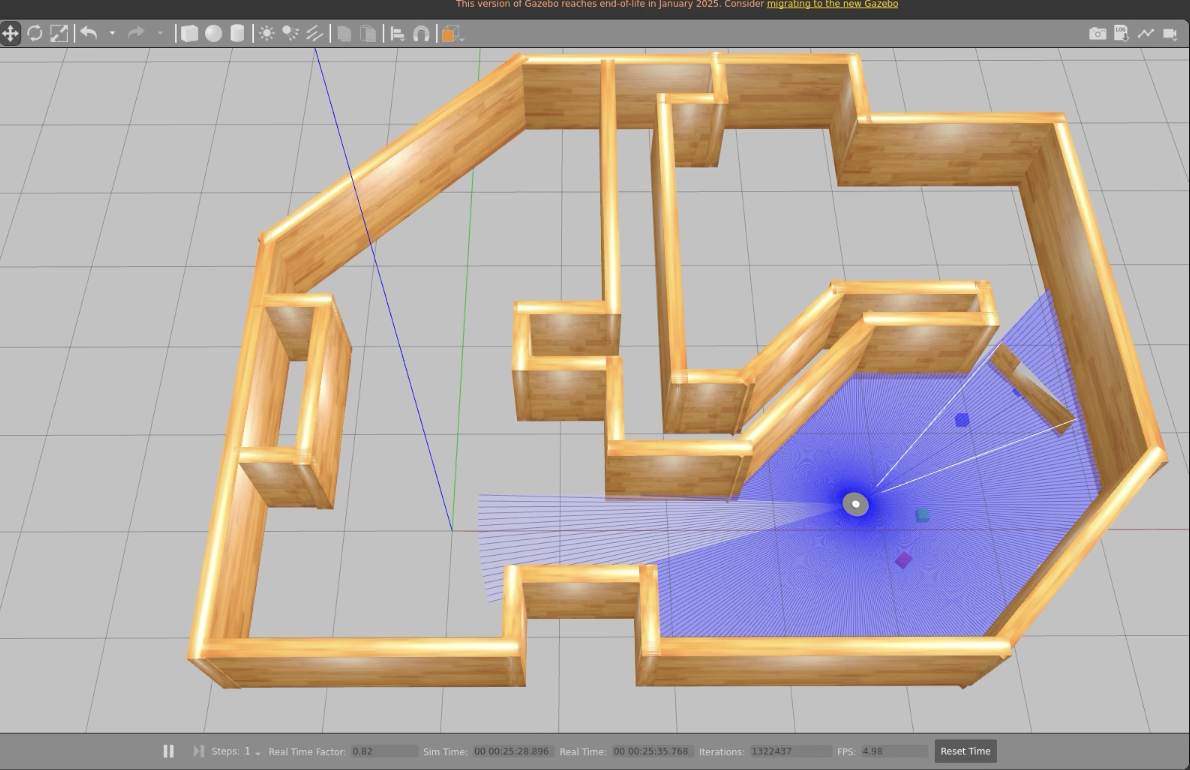 This version of Gazebo reaches end-of-life in January 2025. Consider migrating to the new Gazebo
Steps: 1 Real Time Factor: 0.82 Sim Time: 00 00:25:28.896 Real Time: 00 00:25:35.768 Iterations: 1322437 FPS: 4.98 Reset Time